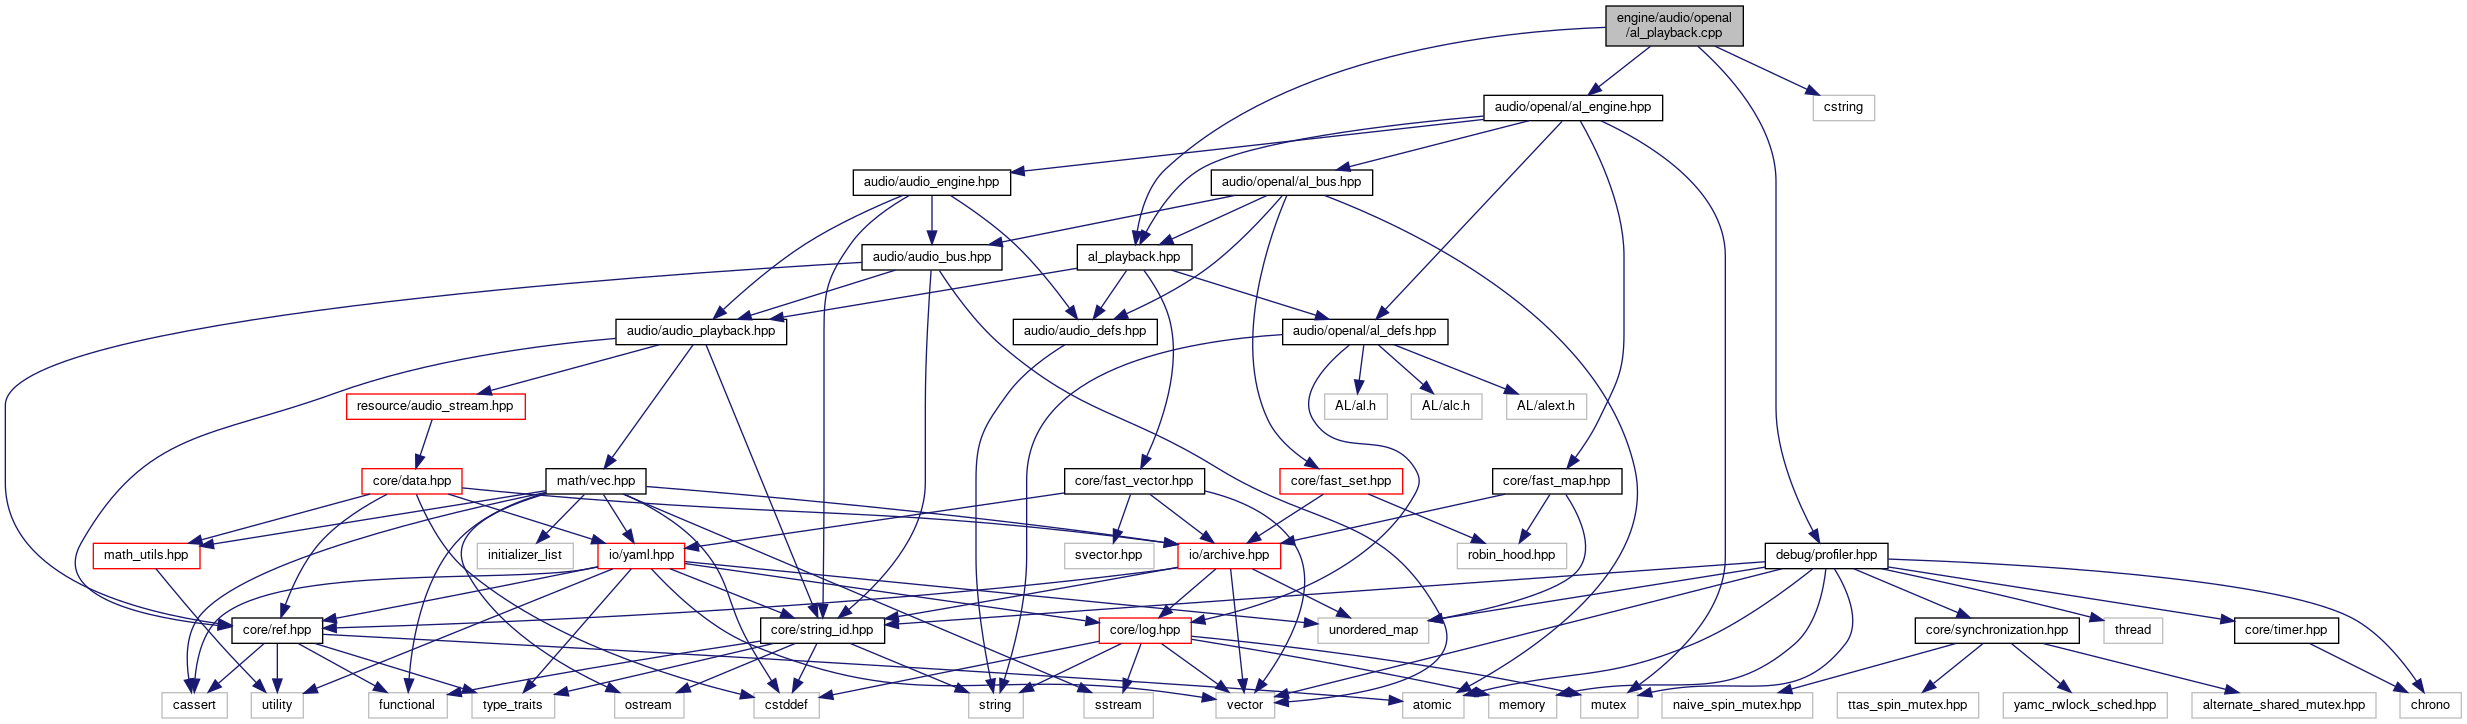 engine/audio/openal
/al_playback.cpp
audio/openal/al_engine.hpp
cstring
audio/audio_engine.hpp
audio/openal/al_bus.hpp
audio/audio_bus.hpp
al_playback.hpp
audio/audio_playback.hpp
audio/audio_defs.hpp
audio/openal/al_defs.hpp
resource/audio_stream.hpp
AL/al.h
AL/alc.h
AL/alext.h
core/data.hpp
math/vec.hpp
core/fast_vector.hpp
core/fast_set.hpp
core/fast_map.hpp
math_utils.hpp
initializer_list
io/yaml.hpp
svector.hpp
io/archive.hpp
robin_hood.hpp
debug/profiler.hpp
core/ref.hpp
core/string_id.hpp
core/log.hpp
unordered_map
core/synchronization.hpp
thread
core/timer.hpp
cassert
utility
functional
type_traits
ostream
cstddef
string
sstream
vector
atomic
memory
mutex
naive_spin_mutex.hpp
ttas_spin_mutex.hpp
yamc_rwlock_sched.hpp
alternate_shared_mutex.hpp
chrono